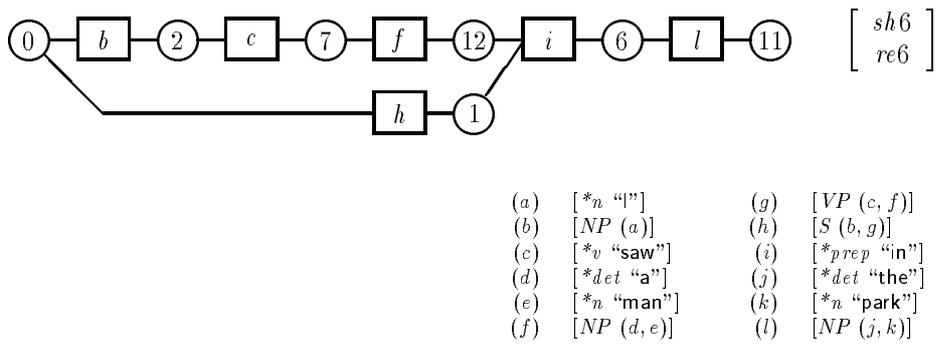 0 b 2 c 7 f 12 i 6 l 11 [ sh6
re6 ]
h 1
(a) [*n “I”] (g) [VP (c, f)]
(b) [NP (a)] (h) [S (b, g)]
(c) [*v “saw”] (i) [*prep “in”]
(d) [*det “a”] (j) [*det “the”]
(e) [*n “man”] (k) [*n “park”]
(f) [NP (d, e)] (l) [NP (j, k)]